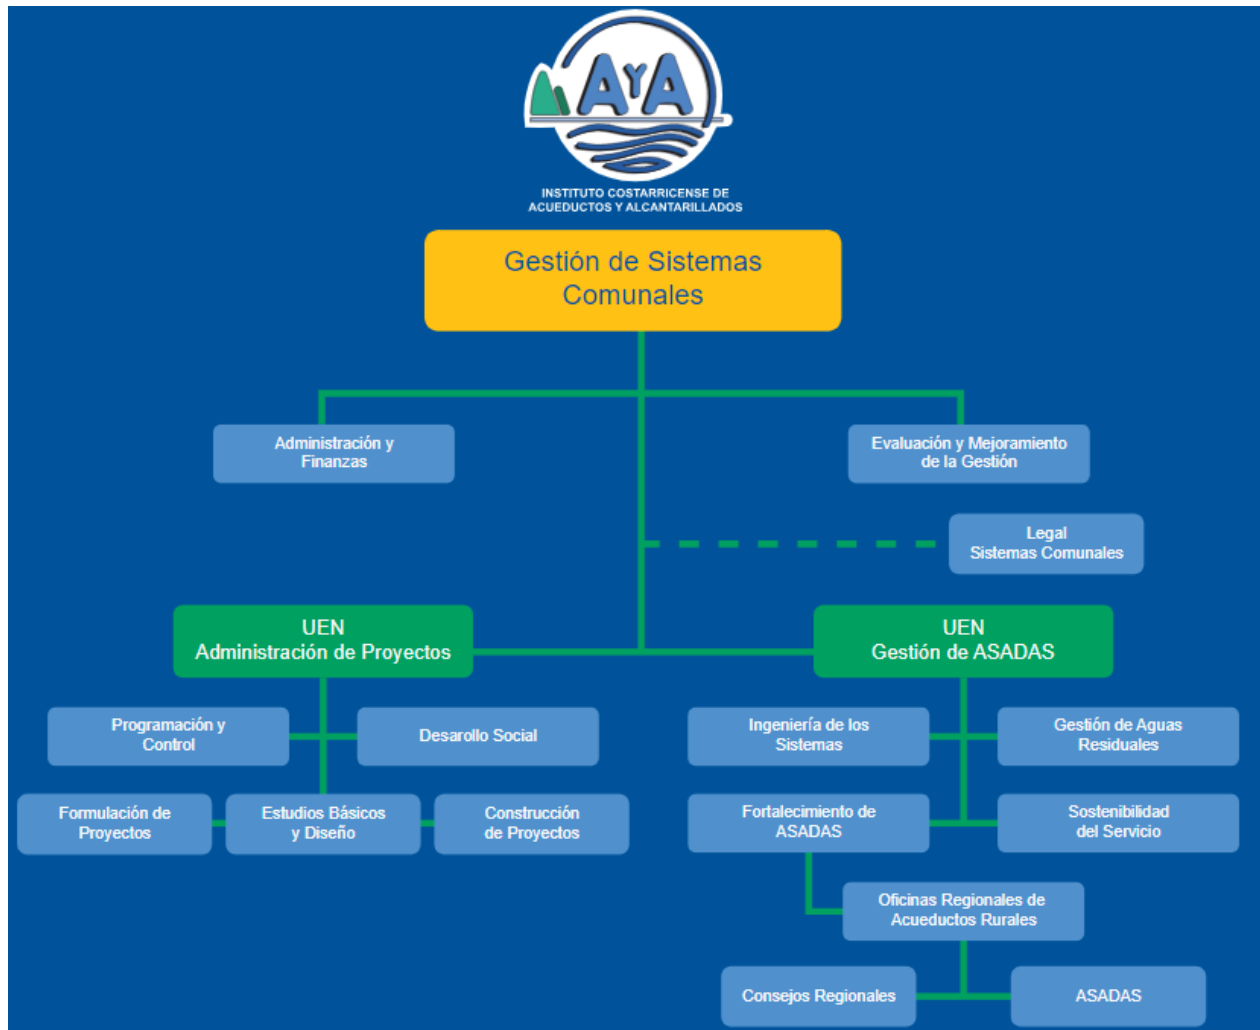 AYA
INSTITUTO COSTARRICENSE DE
ACUEDUCTOS Y ALCANTARILLADOS
Gestión de Sistemas
Comunales
Administración y
Finanzas
Evaluación y Mejoramiento
de la Gestión
Legal
Sistemas Comunales
UEN
Administración de Proyectos
UEN
Gestión de ASADAS
Programación y
Control
Desarollo Social
Ingeniería de los
Sistemas
Gestión de Aguas
Residuales
Formulación de
Proyectos
Estudios Básicos
y Diseño
Construcción
de Proyectos
Fortalecimiento de
ASADAS
Sostenibilidad
del Servicio
Oficinas Regionales de
Acueductos Rurales
Consejos Regionales
ASADAS